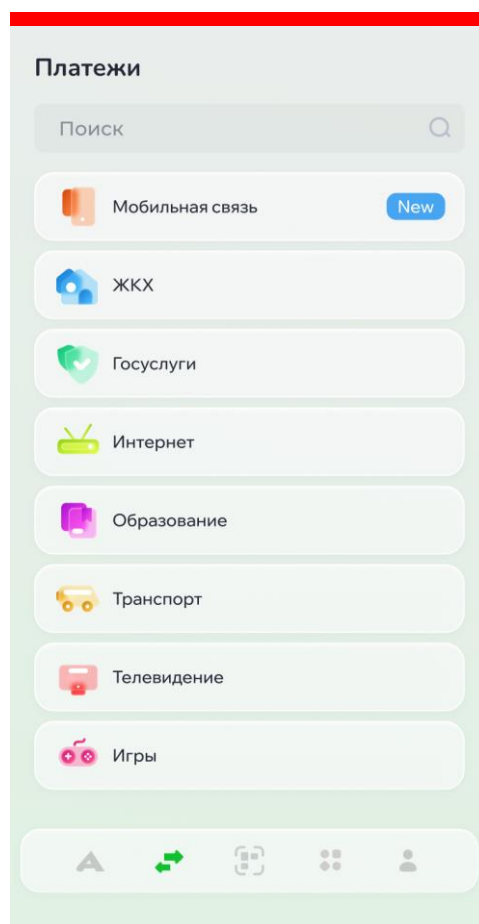 Платежи
Поиск
Мобильная связь New
ЖКХ
Госуслуги
Интернет
Образование
Транспорт
Телевидение
Игры